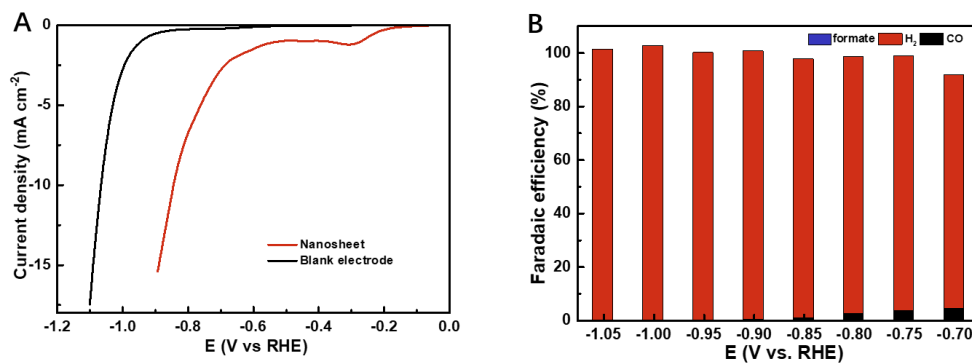 A
Current density (mA cm-2)
0
-5
-10
-15
Nanosheet
Blank electrode
-1.2 -1.0 -0.8 -0.6 -0.4 -0.2 0.0
E (V vs RHE)
B
Faradaic efficiency (%)
formate H2 CO
100
80
60
40
20
0
-1.05 -1.00 -0.95 -0.90 -0.85 -0.80 -0.75 -0.70
E (V vs. RHE)